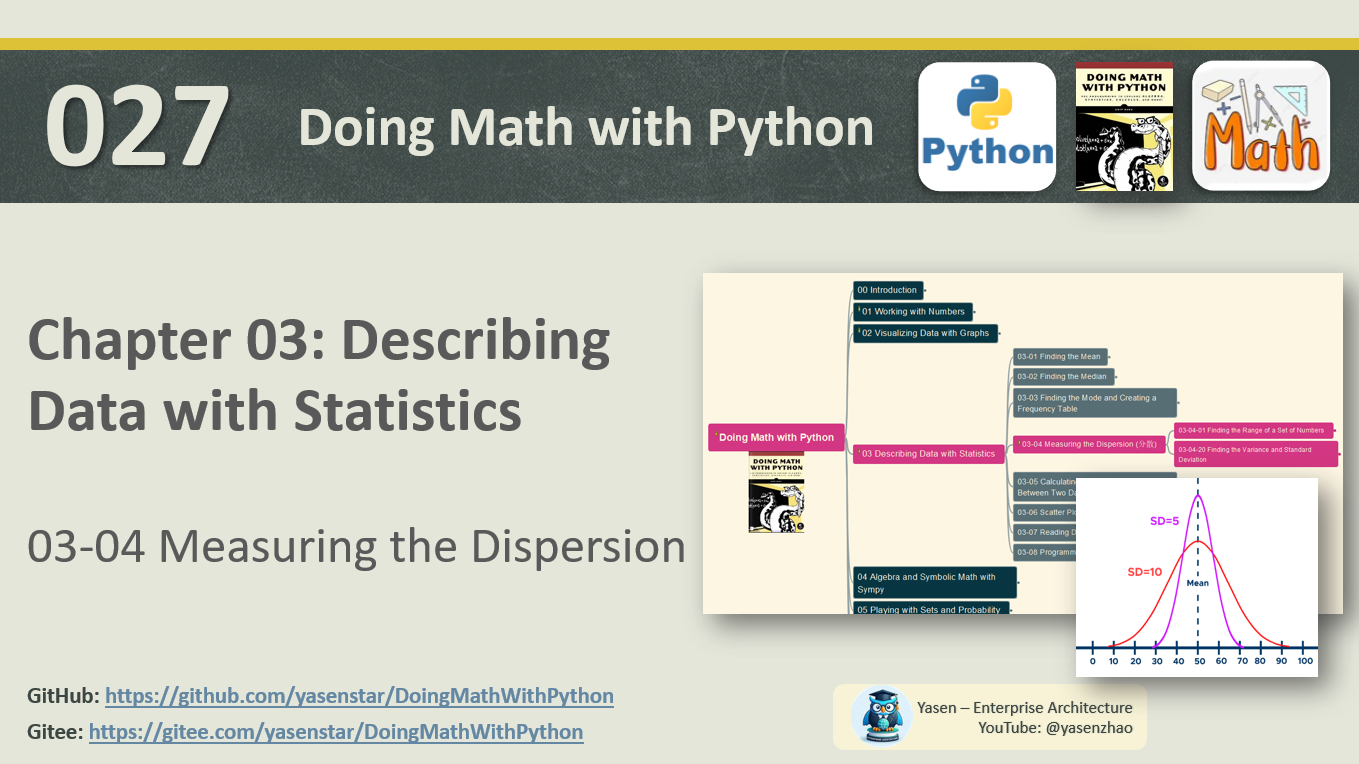 027
Doing Math with Python
Python
DOING MATH
WITH PYTHON
Math
Chapter 03: Describing
Data with Statistics
03-04 Measuring the Dispersion
00 Introduction
01 Working with Numbers
02 Visualizing Data with Graphs
03-01 Finding the Mean
03-02 Finding the Median
03-03 Finding the Mode and Creating a
Frequency Table
Doing Math with Python
DOING MATH
WITH PYTHON
03 Describing Data with Statistics
03-04 Measuring the Dispersion (分散)
03-04-01 Finding the Range of a Set of Numbers
03-04-20 Finding the Variance and Standard
Deviation
03-05 Calculatin
Between Two Da
03-06 Scatter Plo
03-07 Reading D
03-08 Programm
04 Algebra and Symbolic Math with
Sympy
05 Playing with Sets and Probability
SD=5
SD=10
Mean
0 10 20 30 40 50 60 70 80 90 100
GitHub: https://github.com/yasenstar/DoingMathWithPython
Gitee: https://gitee.com/yasenstar/DoingMathWithPython
Yasen – Enterprise Architecture
YouTube: @yasenzhao